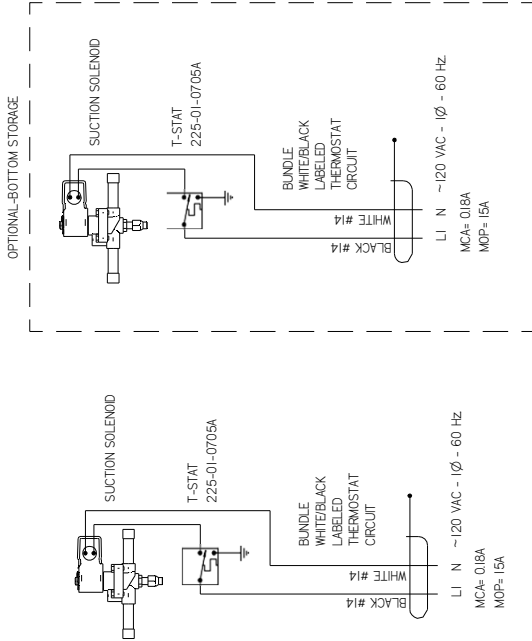 OPTIONAL-BOTTOM STORAGE
SUCTION SOLENOID
T-STAT
225-01-0705A
BUNDLE
WHITE/BLACK
LABELED
THERMOSTAT
CIRCUIT
WHITE #14
BLACK #14
L1 N ~120 VAC - 1Ø - 60 Hz.
MCA= 0.18A
MOP= 15A
SUCTION SOLENOID
T-STAT
225-01-0705A
BUNDLE
WHITE/BLACK
LABELED
THERMOSTAT
CIRCUIT
WHITE #14
BLACK #14
L1 N ~120 VAC - 1Ø - 60 Hz
MCA= 0.18A
MOP= 15A